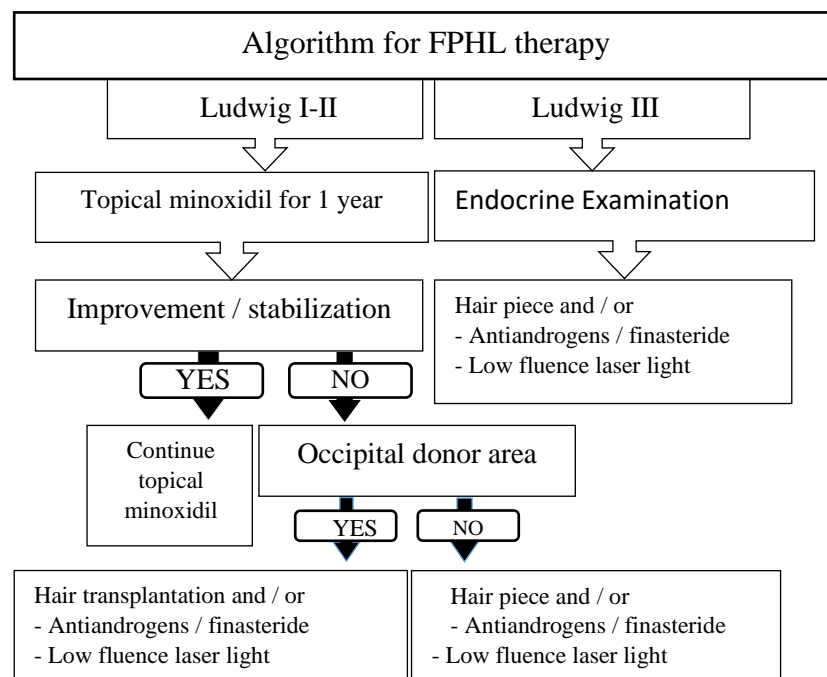 Algorithm for FPHL therapy
Ludwig I-II
Ludwig III
Topical minoxidil for 1 year
Endocrine Examination
Improvement / stabilization
Hair piece and / or
- Antiandrogens / finasteride
- Low fluence laser light
YES
NO
Continue
topical
minoxidil
Occipital donor area
YES
NO
Hair transplantation and / or
- Antiandrogens / finasteride
- Low fluence laser light
Hair piece and / or
- Antiandrogens / finasteride
- Low fluence laser light